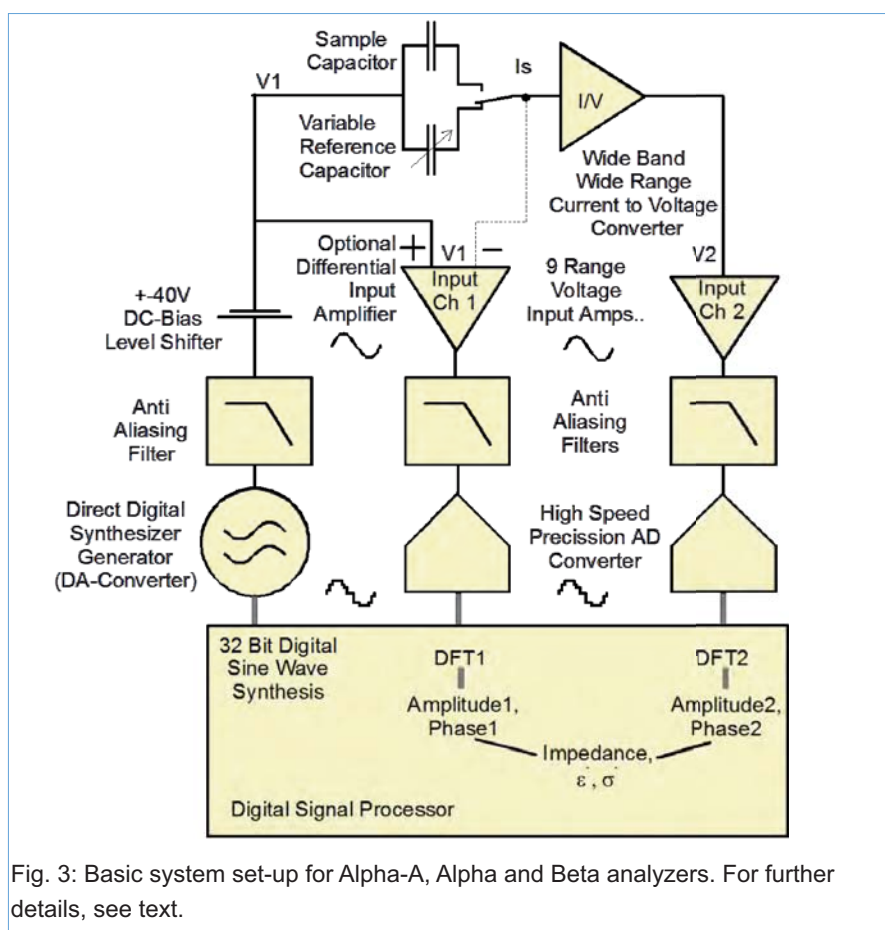 Sample
Capacitor
V1
Is
I/V
Variable
Reference
Capacitor
Wide Band
Wide Range
Current to Voltage
Converter
Optional
Differential
Input
Amplifier
+
V1
−
Input
Ch 1
9 Range
Voltage
Input Amps..
V2
Input
Ch 2
+-40V
DC-Bias
Level Shifter
Anti
Aliasing
Filter
Anti
Aliasing
Filters
Direct Digital
Synthesizer
Generator
(DA-Converter)
High Speed
Precission AD
Converter
32 Bit Digital
Sine Wave
Synthesis
DFT1
DFT2
Amplitude1,
Phase1
Amplitude2,
Phase2
Impedance,
ε*, σ*
Digital Signal Processor
Fig. 3: Basic system set-up for Alpha-A, Alpha and Beta analyzers. For further
details, see text.